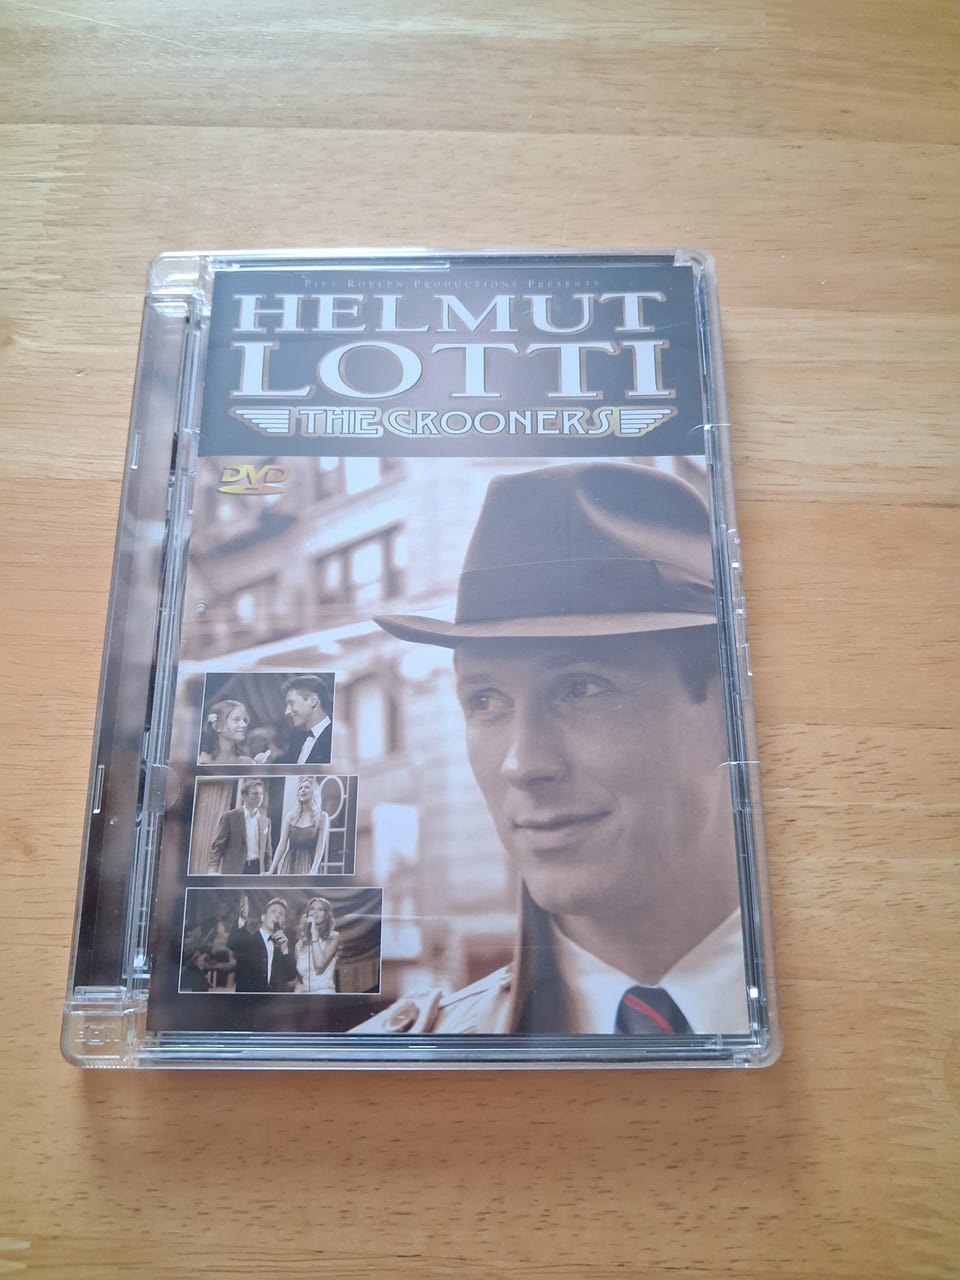 PIET ROELEN PRODUCTIONS PRESENTS
HELMUT
LOTTI
THE CROONERS
DVD